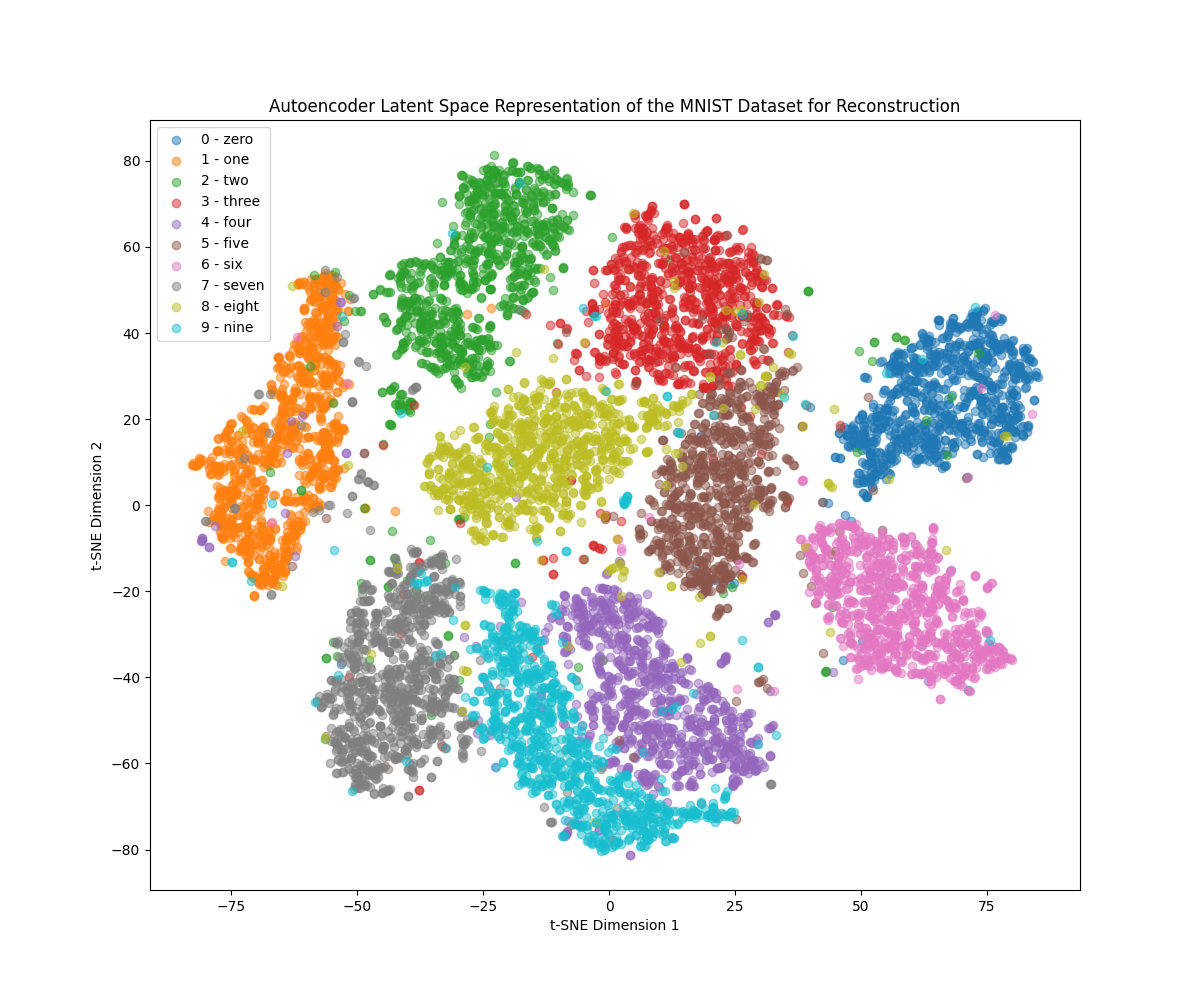 Autoencoder Latent Space Representation of the MNIST Dataset for Reconstruction
0 - zero
1 - one
2 - two
3 - three
4 - four
5 - five
6 - six
7 - seven
8 - eight
9 - nine
80
60
40
20
0
−20
−40
−60
−80
t-SNE Dimension 2
−75 −50 −25 0 25 50 75
t-SNE Dimension 1